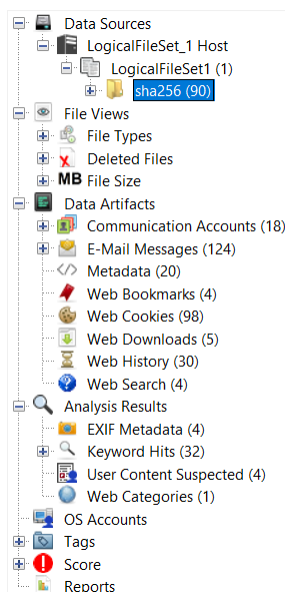 Data Sources
LogicalFileSet_1 Host
LogicalFileSet1 (1)
sha256 (90)
File Views
File Types
Deleted Files
MB File Size
Data Artifacts
Communication Accounts (18)
E-Mail Messages (124)
Metadata (20)
Web Bookmarks (4)
Web Cookies (98)
Web Downloads (5)
Web History (30)
Web Search (4)
Analysis Results
EXIF Metadata (4)
Keyword Hits (32)
User Content Suspected (4)
Web Categories (1)
OS Accounts
Tags
Score
Reports